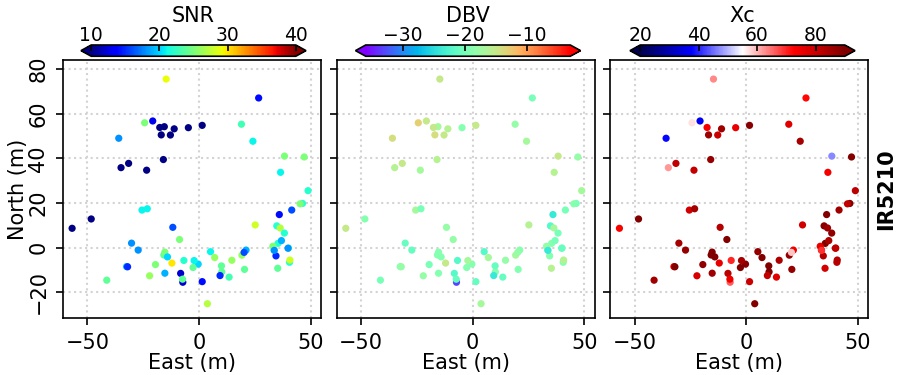 SNR DBV Xc
10 20 30 40 −30 −20 −10 20 40 60 80
80
60
40
20
0
−20
North (m)
IR5210
−50 0 50 −50 0 50 −50 0 50
East (m) East (m) East (m)